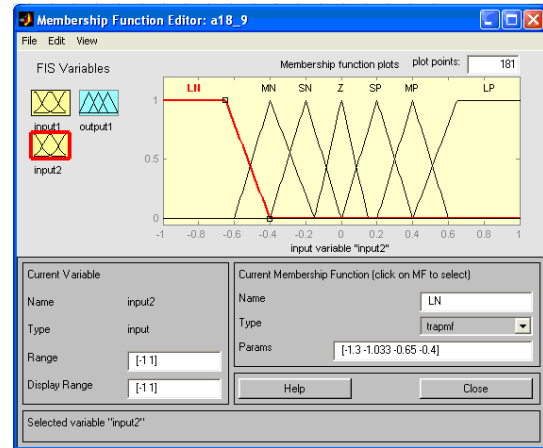 Membership Function Editor: a18_9
File Edit View
FIS Variables
Membership function plots
plot points:
181
input1
output1
input2
LN
MN
SN
Z
SP
MP
LP
1
0.5
0
-1
-0.8
-0.6
-0.4
-0.2
0
0.2
0.4
0.6
0.8
1
input variable "input2"
Current Variable
Name
input2
Type
input
Range
[-1 1]
Display Range
[-1 1]
Current Membership Function (click on MF to select)
Name
LN
Type
trapmf
Params
[-1.3 -1.033 -0.65 -0.4]
Help
Close
Selected variable "input2"